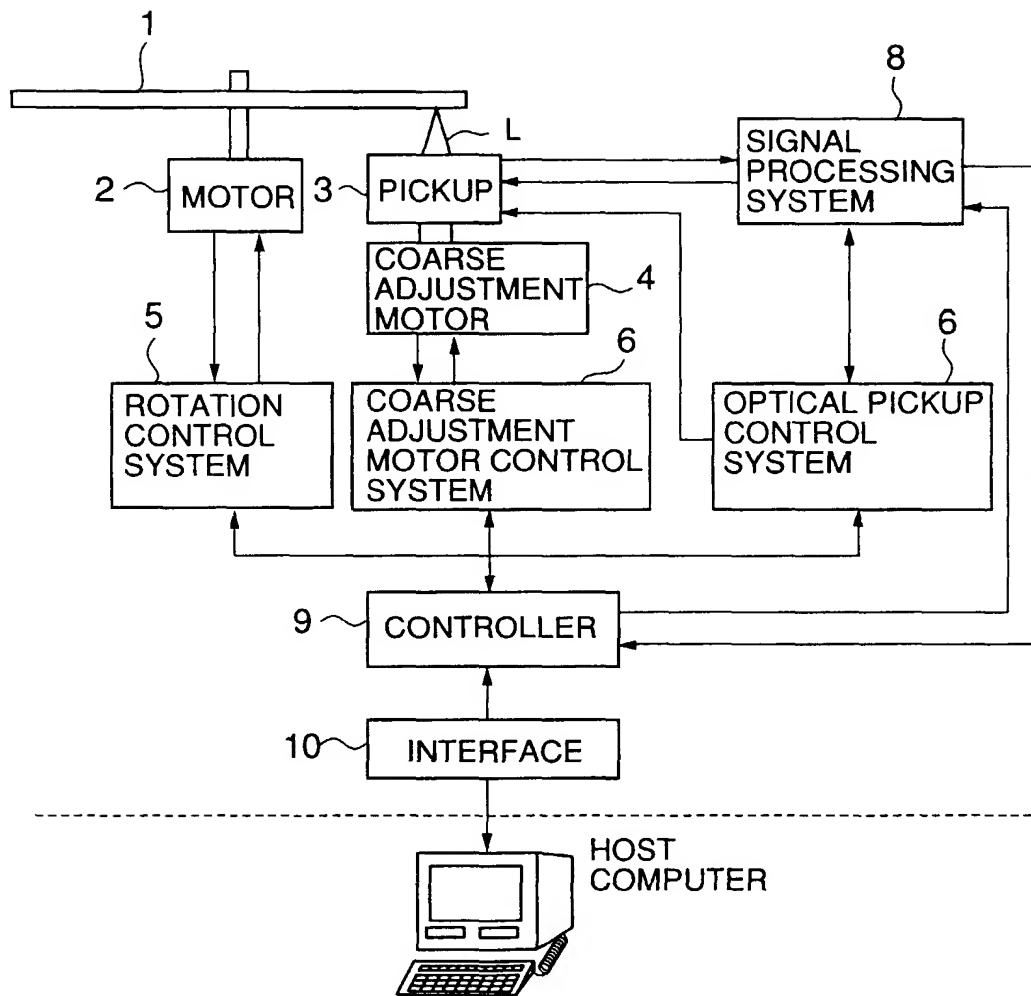 1
8
L
SIGNAL
PROCESSING
SYSTEM
2
MOTOR
3
PICKUP
COARSE
ADJUSTMENT
MOTOR
4
5
6
6
ROTATION
CONTROL
SYSTEM
COARSE
ADJUSTMENT
MOTOR CONTROL
SYSTEM
OPTICAL PICKUP
CONTROL
SYSTEM
9
CONTROLLER
10
INTERFACE
HOST
COMPUTER